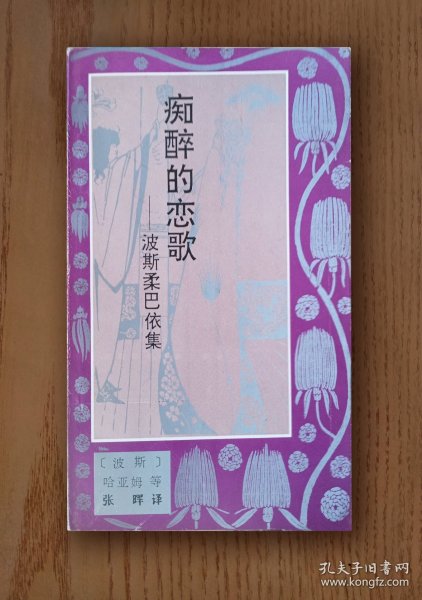 痴醉的恋歌
——波斯柔巴依集
〔波斯〕
哈亚姆 等
张晖译
孔夫子旧书网
www.kongfz.com